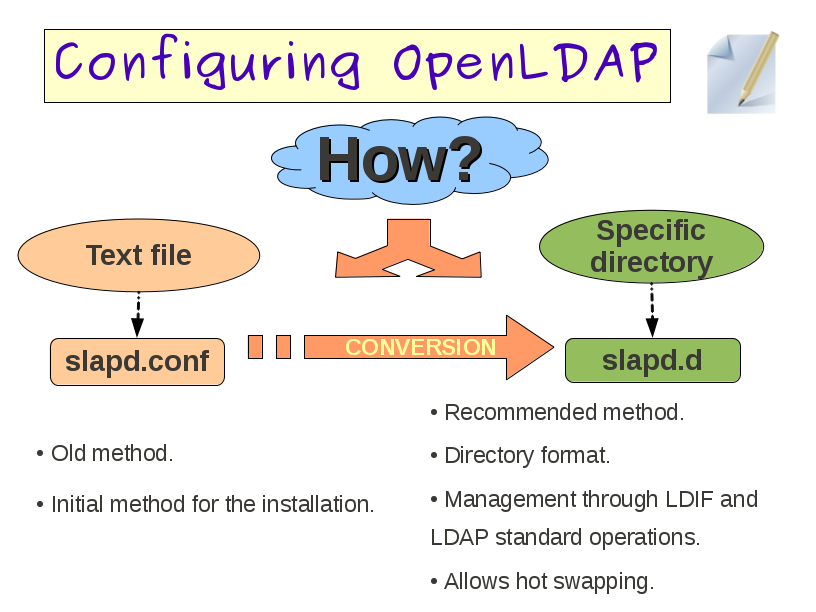 Configuring OpenLDAP
How?
Text file
Specific
directory
slapd.conf
CONVERSION
slapd.d
• Old method.
• Initial method for the installation.
• Recommended method.
• Directory format.
• Management through LDIF and
LDAP standard operations.
• Allows hot swapping.